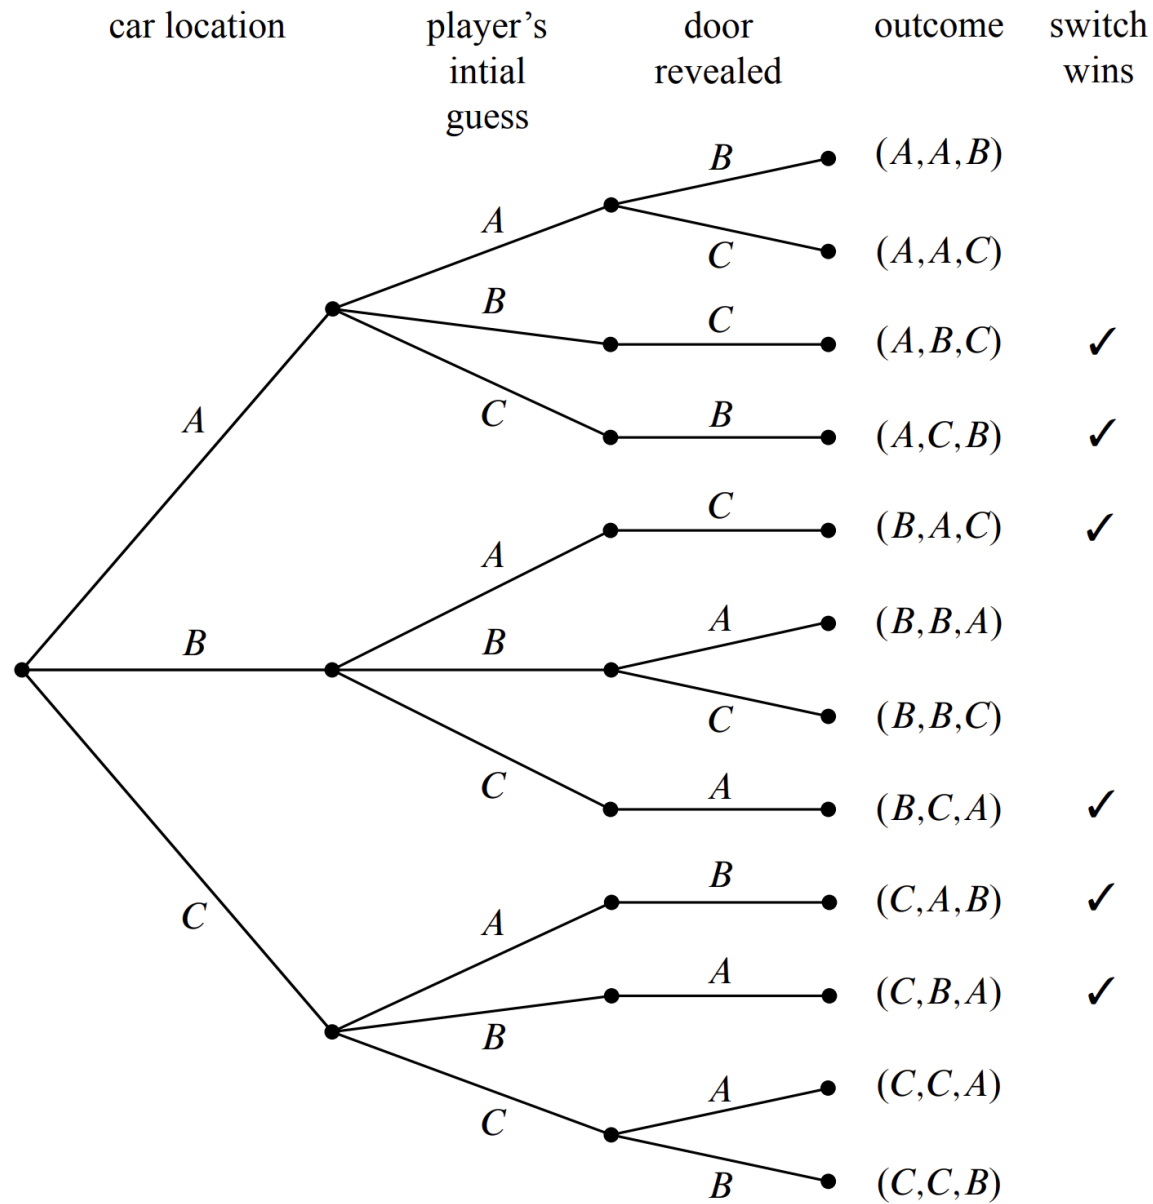 car location player's door outcome switch
intial revealed wins
guess
B (A,A,B)
A
C (A,A,C)
B C (A,B,C) ✓
A C B (A,C,B) ✓
C (B,A,C) ✓
A
A (B,B,A)
B B
C (B,B,C)
C A (B,C,A) ✓
B (C,A,B) ✓
C A
A (C,B,A) ✓
B
A (C,C,A)
C
B (C,C,B)